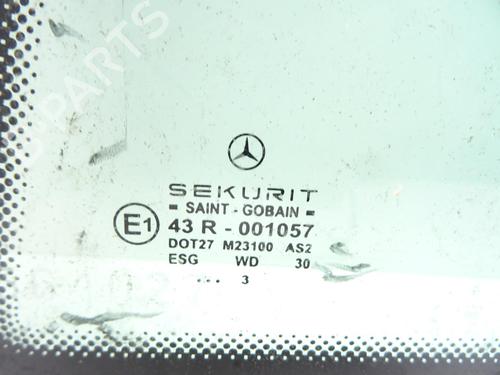 SEKURIT
= SAINT - GOBAIN =
E1 43 R - 001057
DOT27 M23100 AS2
ESG WD 30
... 3